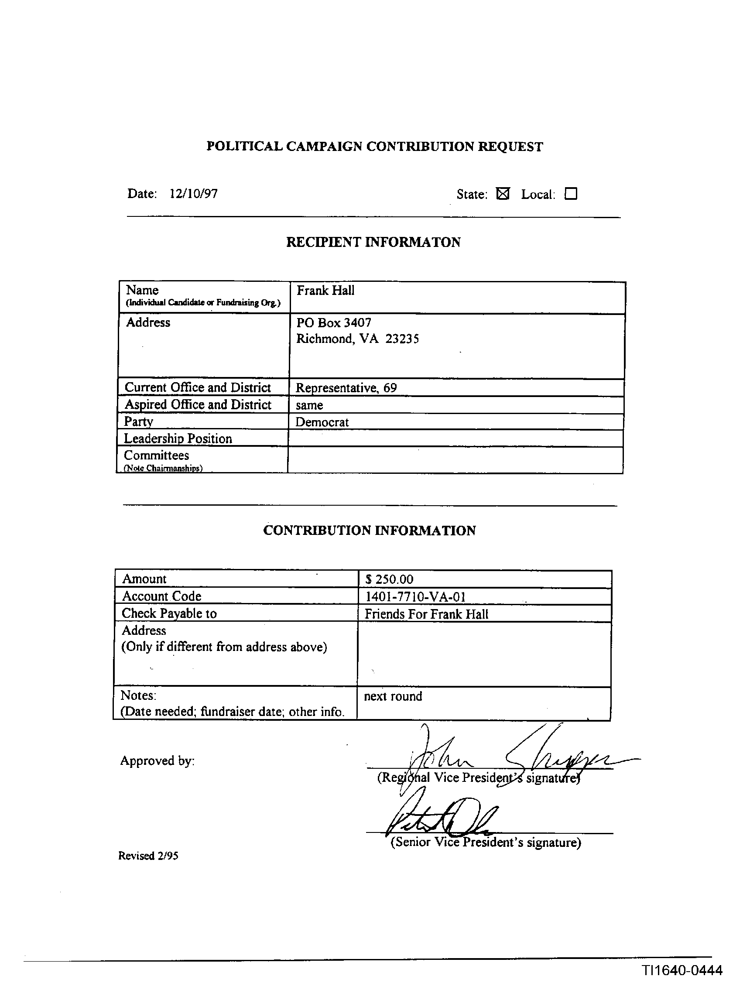 POLITICAL CAMPAIGN CONTRIBUTION REQUEST
Date: 12/10/97 State: ☒ Local: ☐
RECIPIENT INFORMATON
Name Frank Hall
(Individual Candidate or Fundraising Org.)
Address PO Box 3407
Richmond, VA 23235
Current Office and District Representative, 69
Aspired Office and District same
Party Democrat
Leadership Position
Committees
(Note Chairmanships)
CONTRIBUTION INFORMATION
Amount $ 250.00
Account Code 1401-7710-VA-01
Check Payable to Friends For Frank Hall
Address
(Only if different from address above)
Notes: next round
(Date needed; fundraiser date; other info.
John
Approved by:
(Regional Vice President's signature)
(Senior Vice President's signature)
Revised 2/95
TI1640-0444